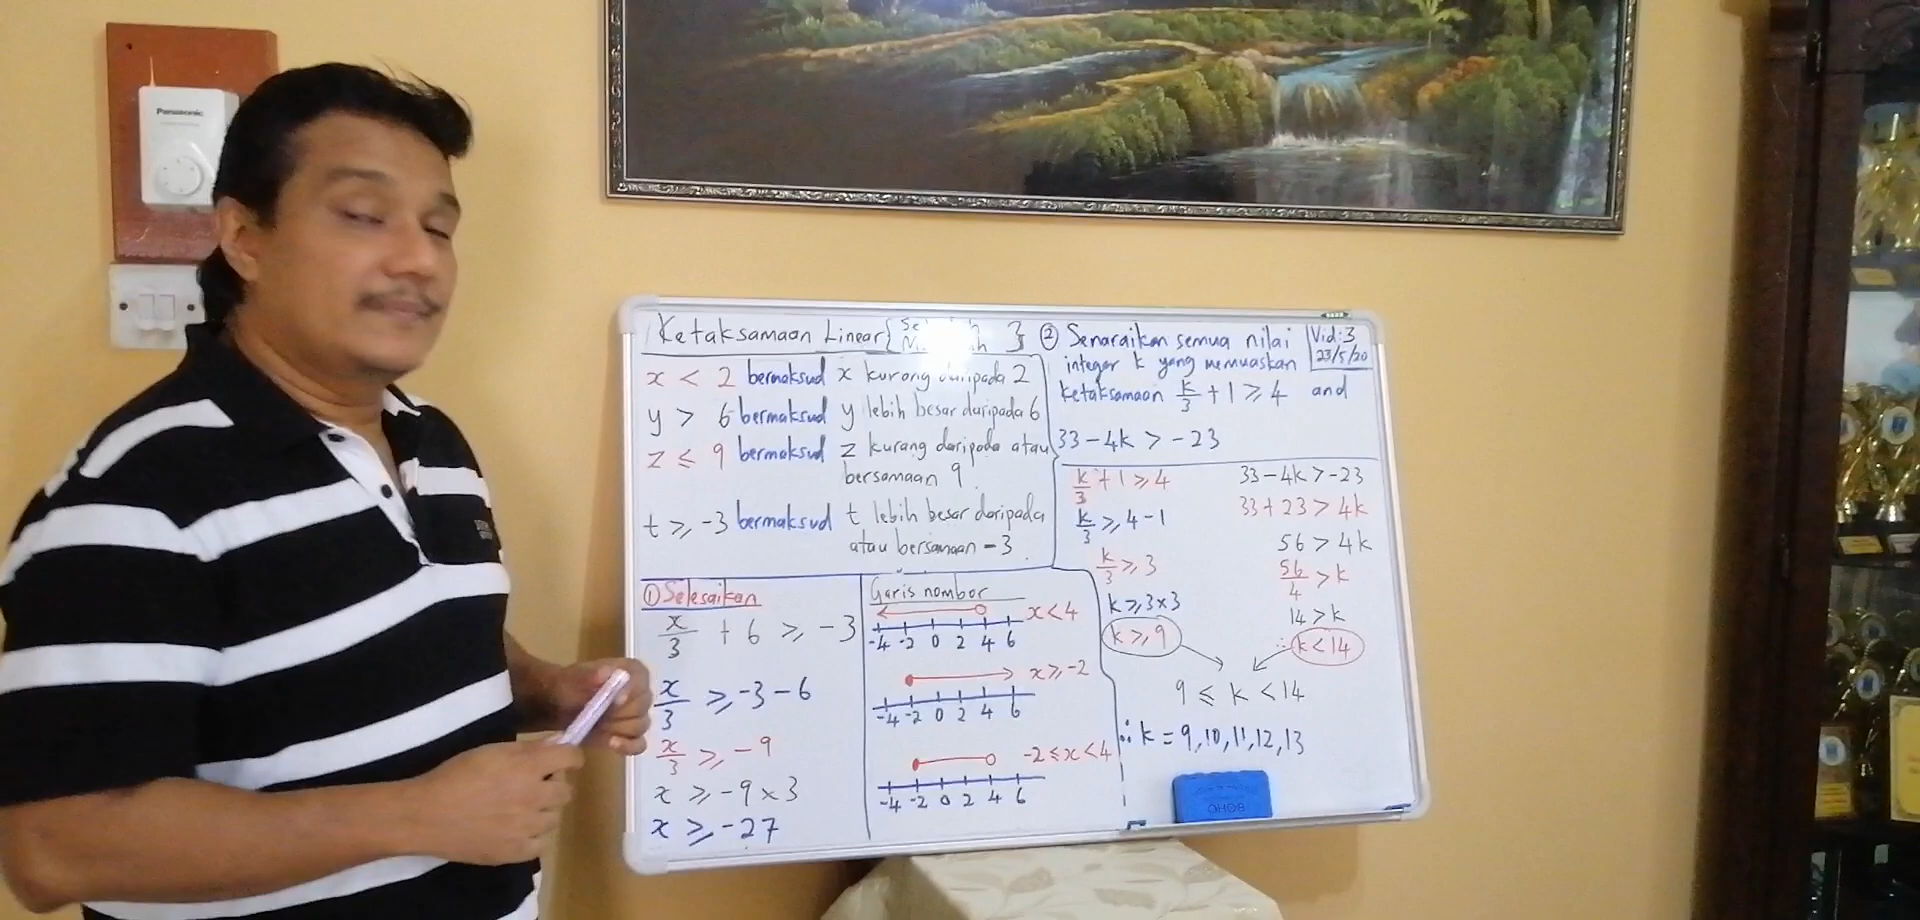 Panasonic
Ketaksamaan Linear
x < 2 bermaksud x kurang daripada 2
y > 6 bermaksud y lebih besar daripada 6
z ≤ 9 bermaksud z kurang daripada atau
bersamaan 9.
t ≥ -3 bermaksud t lebih besar daripada
atau bersamaan -3.
① Selesaikan
x/3 + 6 ≥ -3
x/3 ≥ -3 - 6
x/3 ≥ -9
x ≥ -9 × 3
x ≥ -27
Garis nombor
x < 4
-4 -2 0 2 4 6
x ≥ -2
-4 -2 0 2 4 6
-2 ≤ x < 4
-4 -2 0 2 4 6
② Senaraikan semua nilai
integer k yang memuaskan
ketaksamaan k/3 + 1 ≥ 4 and
33 - 4k > -23
Vid:3
23/5/20
k/3 + 1 ≥ 4
k/3 ≥ 4 - 1
k/3 ≥ 3
k ≥ 3×3
k ≥ 9
33 - 4k > -23
33 + 23 > 4k
56 > 4k
56/4 > k
14 > k
∴ k < 14
9 ≤ k < 14
∴ k = 9, 10, 11, 12, 13